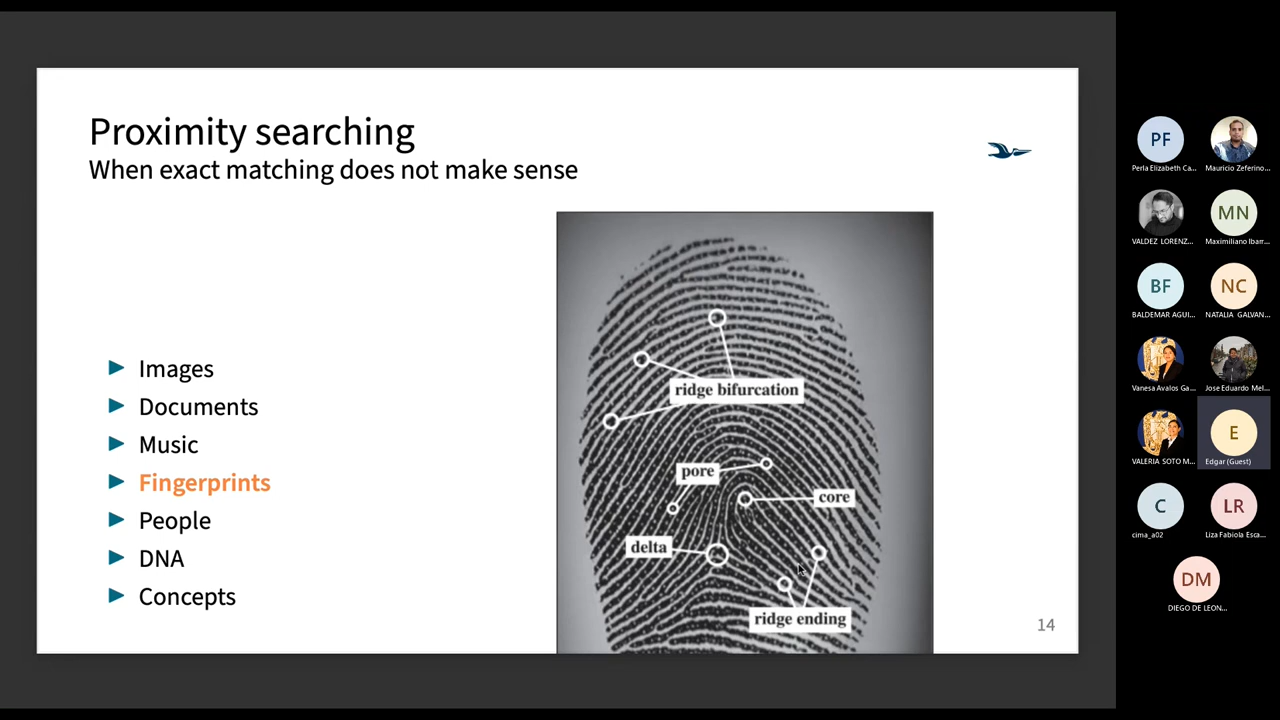 Proximity searching
When exact matching does not make sense
Images
Documents
Music
Fingerprints
People
DNA
Concepts
ridge bifurcation
pore
core
delta
ridge ending
14
PF
Perla Elizabeth Ca...
Mauricio Zeferino...
VALDEZ LORENZ...
MN
Maximiliano Ibarr...
BF
BALDEMAR AGUI...
NC
NATALIA GALVAN...
Vanesa Avalos Ga...
Jose Eduardo Mel...
VALERIA SOTO M...
E
Edgar (Guest)
C
cima_a02
LR
Liza Fabiola Esca...
DM
DIEGO DE LEON...